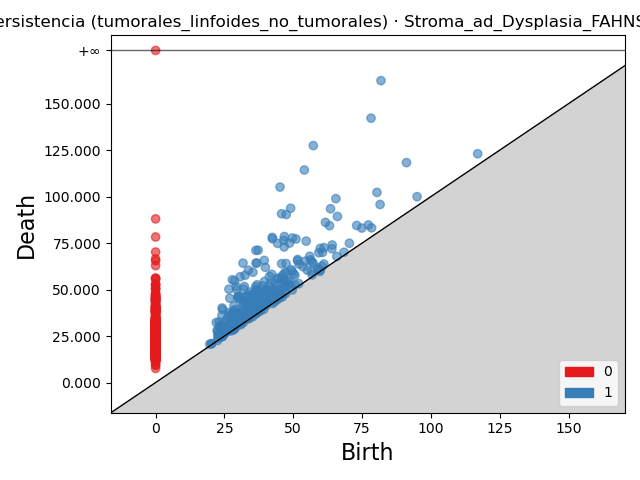 ersistencia (tumorales_linfoides_no_tumorales) · Stroma_ad_Dysplasia_FAHNS
+∞
150.000
125.000
100.000
75.000
50.000
25.000
0.000
Death
0
1
0 25 50 75 100 125 150
Birth